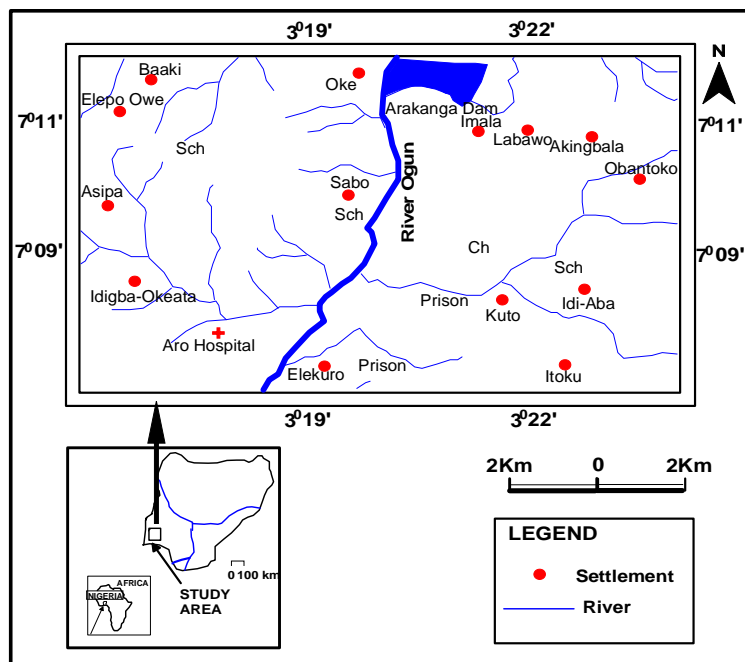 3⁰19' 3⁰22'
N
Baaki
Oke
Elepo Owe
Arakanga Dam
7⁰11' 7⁰11'
Imala
Labawo
Akingbala
Sch
Obantoko
Sabo
Asipa
Sch
River Ogun
7⁰09' 7⁰09'
Ch
Sch
Idigba-Okeata
Prison
Kuto
Idi-Aba
Aro Hospital
Elekuro
Prison
Itoku
3⁰19' 3⁰22'
2Km 0 2Km
LEGEND
Settlement
River
0 100 km
STUDY
AREA
AFRICA
NIGERIA